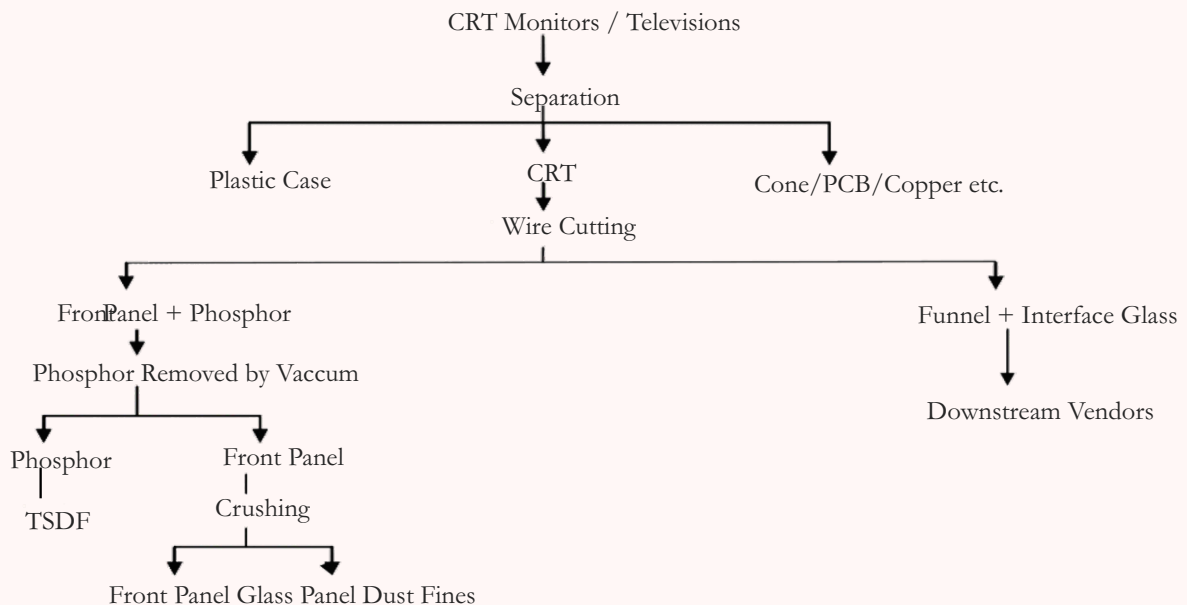 CRT Monitors / Televisions
Separation
Plastic Case
CRT
Cone/PCB/Copper etc.
Wire Cutting
FrontPanel + Phosphor
Funnel + Interface Glass
Phosphor Removed by Vaccum
Downstream Vendors
Phosphor
Front Panel
TSDF
Crushing
Front Panel Glass Panel Dust Fines